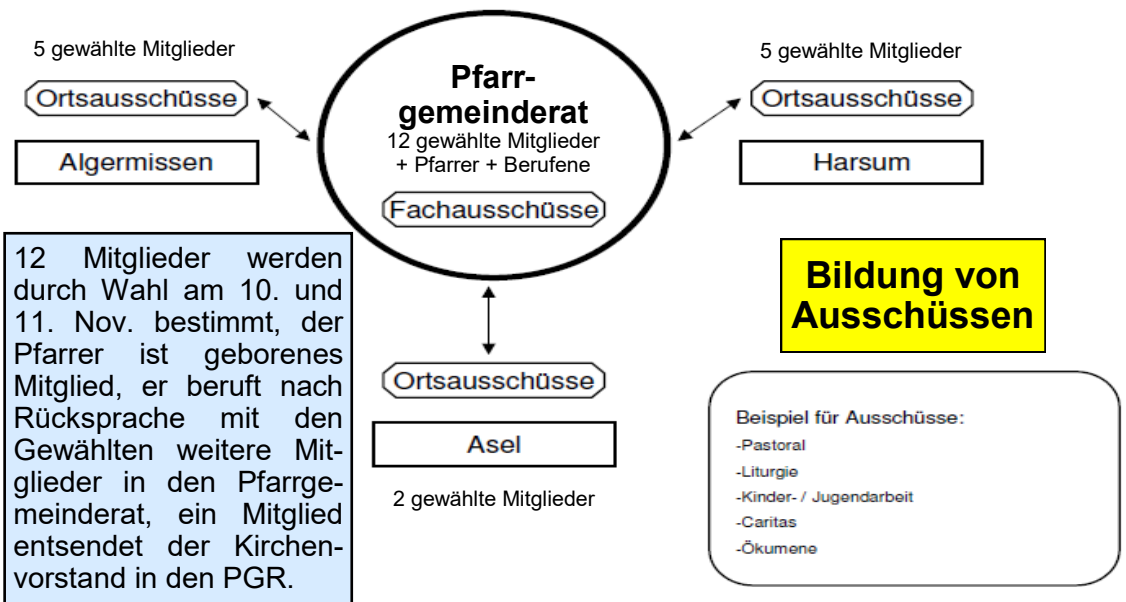 5 gewählte Mitglieder
Ortsausschüsse
Algermissen
Pfarr-
gemeinderat
12 gewählte Mitglieder
+ Pfarrer + Berufene
Fachausschüsse
5 gewählte Mitglieder
Ortsausschüsse
Harsum
12 Mitglieder werden
durch Wahl am 10. und
11. Nov. bestimmt, der
Pfarrer ist geborenes
Mitglied, er beruft nach
Rücksprache mit den
Gewählten weitere Mit-
glieder in den Pfarrge-
meinderat, ein Mitglied
entsendet der Kirchen-
vorstand in den PGR.
Ortsausschüsse
Asel
2 gewählte Mitglieder
Bildung von
Ausschüssen
Beispiel für Ausschüsse:
-Pastoral
-Liturgie
-Kinder- / Jugendarbeit
-Caritas
-Ökumene